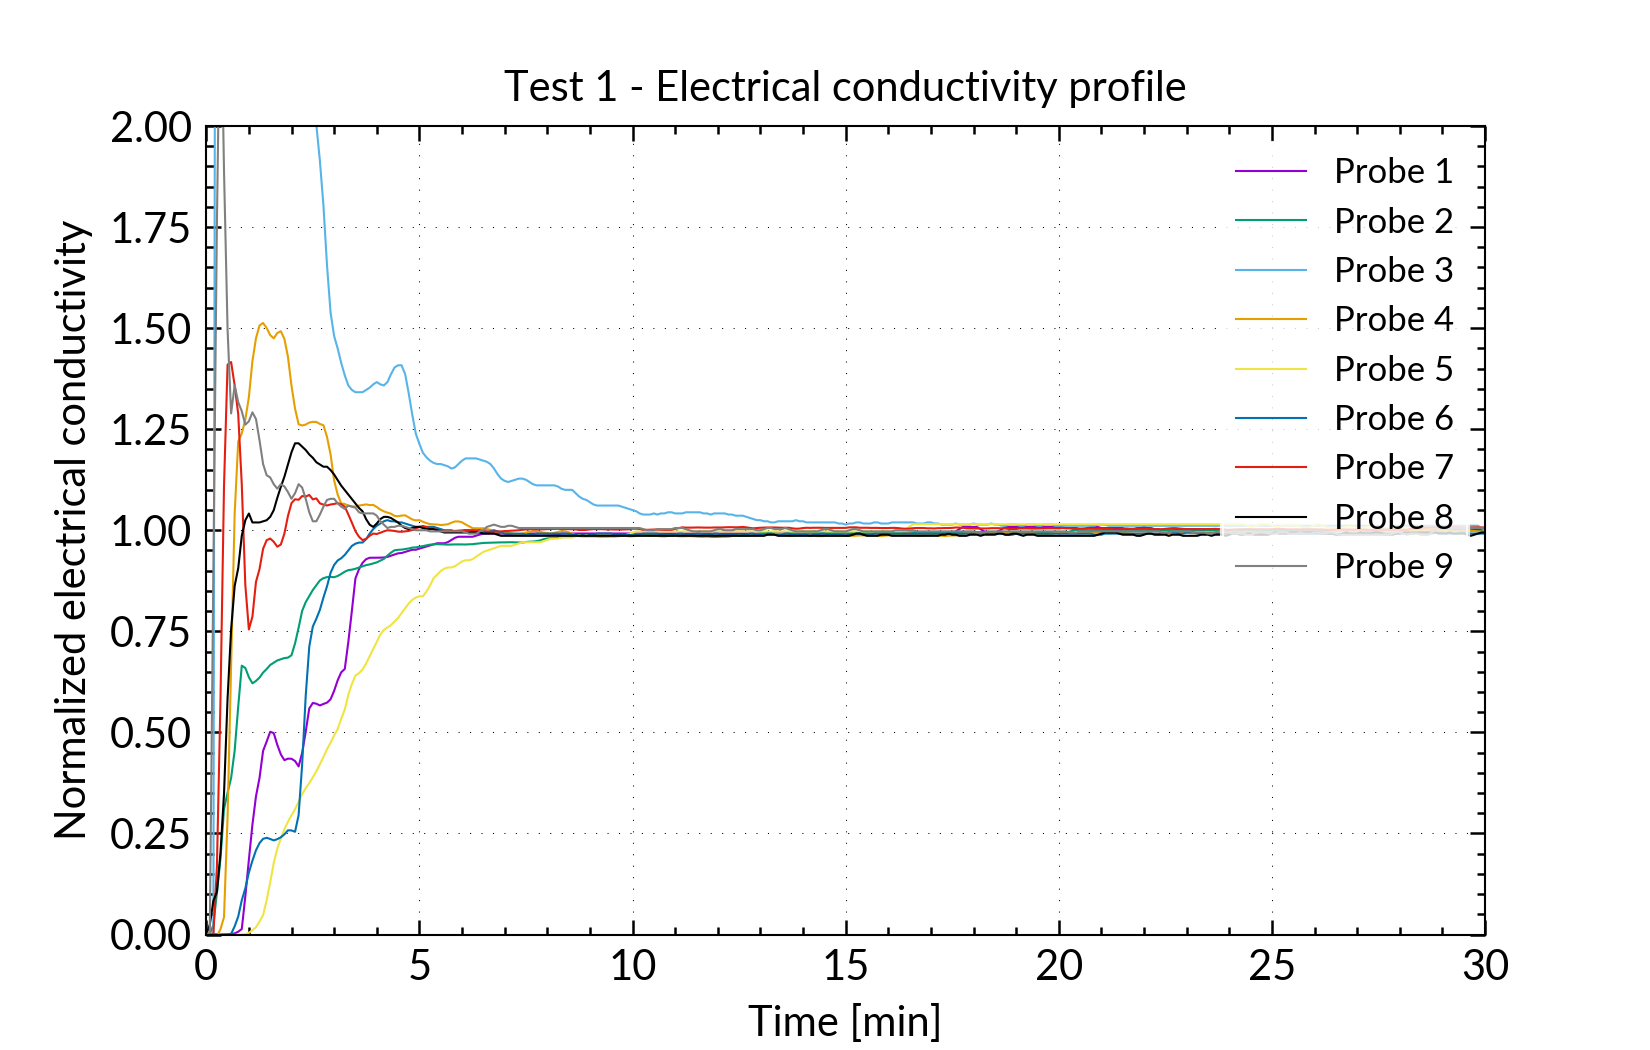 Test 1 - Electrical conductivity profile
2.00
1.75
1.50
1.25
1.00
0.75
0.50
0.25
0.00
Normalized electrical conductivity
Probe 1
Probe 2
Probe 3
Probe 4
Probe 5
Probe 6
Probe 7
Probe 8
Probe 9
0 5 10 15 20 25 30
Time [min]